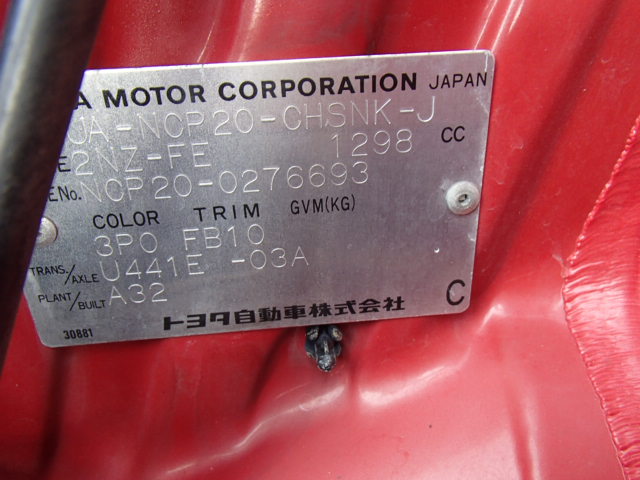 A MOTOR CORPORATION JAPAN
UA-NCP20-CHSNK-J
E 2NZ-FE 1298 CC
ENo. NCP20-0276693
COLOR TRIM GVM(KG)
3P0 FB10
TRANS./AXLE U441E -03A
PLANT/BUILT A32
C
30881 トヨタ自動車株式会社